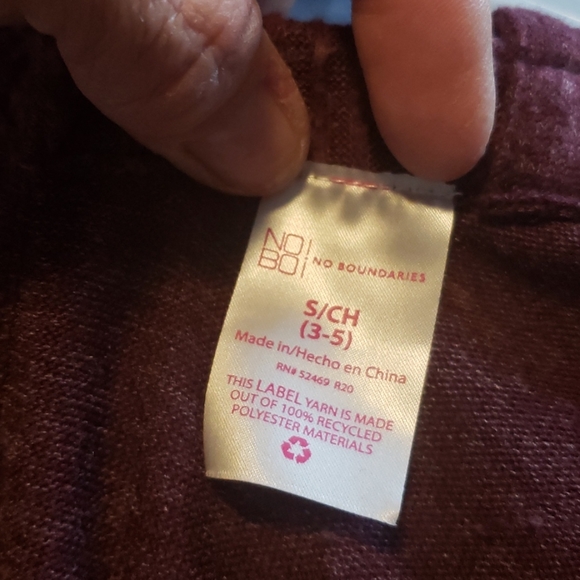 NO
BO
NO BOUNDARIES
S/CH
(3-5)
Made in/Hecho en China
RN# 52469 R20
THIS LABEL YARN IS MADE
OUT OF 100% RECYCLED
POLYESTER MATERIALS